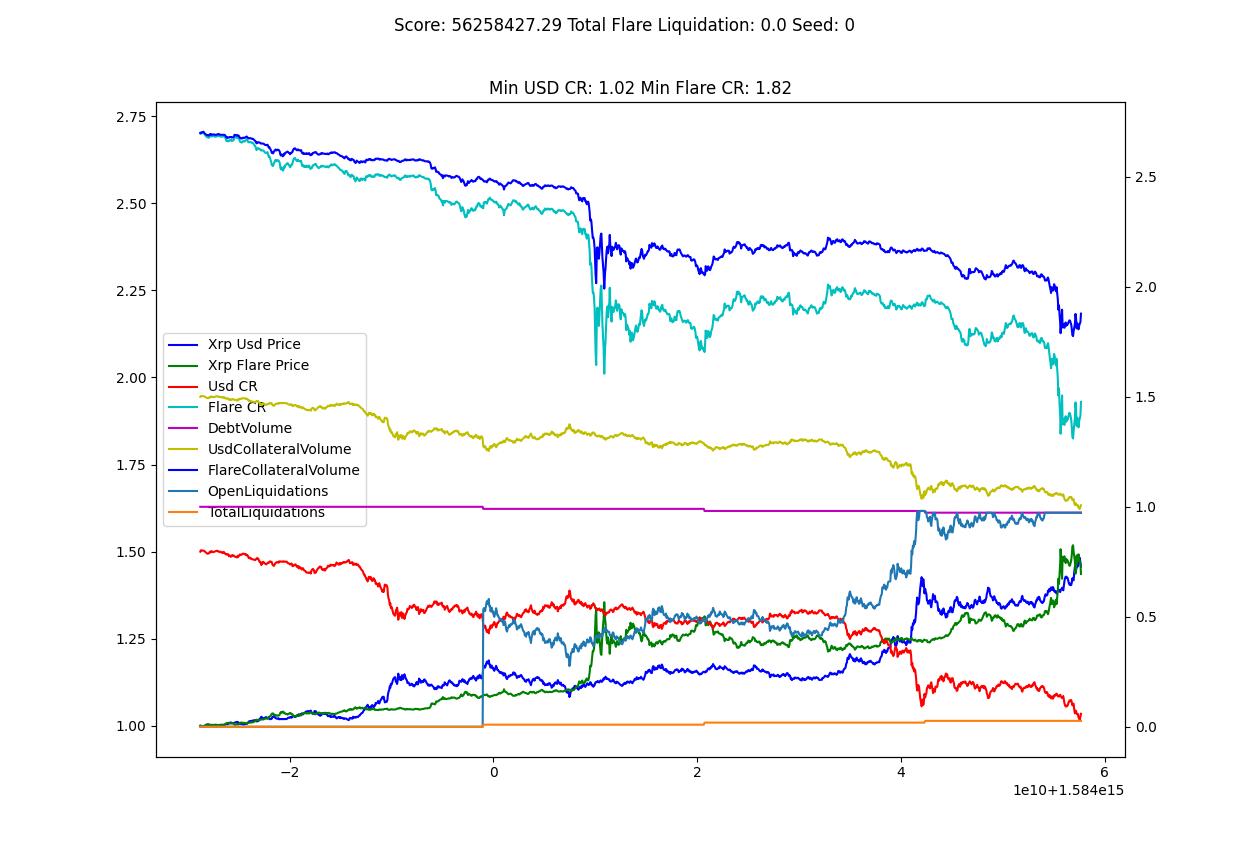 Score: 56258427.29 Total Flare Liquidation: 0.0 Seed: 0
Min USD CR: 1.02 Min Flare CR: 1.82
2.75
2.50
2.25
2.00
1.75
1.50
1.25
1.00
2.5
2.0
1.5
1.0
0.5
0.0
Xrp Usd Price
Xrp Flare Price
Usd CR
Flare CR
DebtVolume
UsdCollateralVolume
FlareCollateralVolume
OpenLiquidations
TotalLiquidations
−2 0 2 4 6
1e10+1.584e15